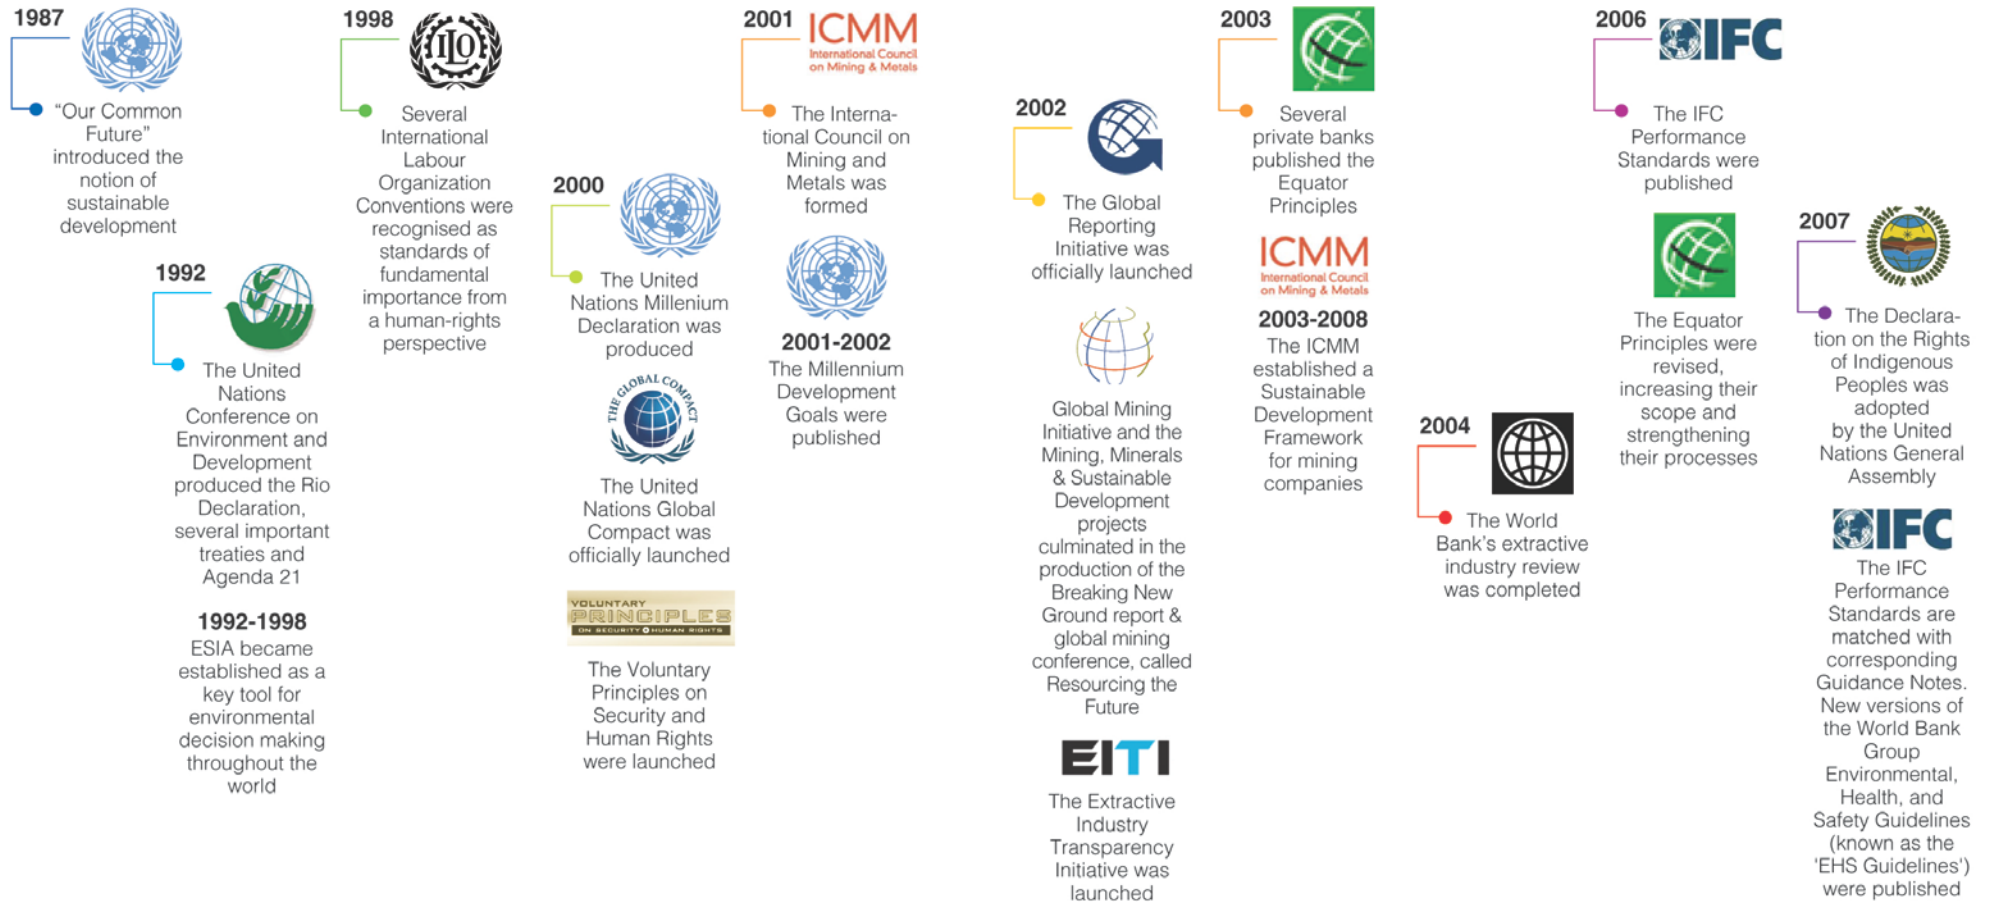 1987
"Our Common
Future"
introduced the
notion of
sustainable
development
1992
The United
Nations
Conference on
Environment and
Development
produced the Rio
Declaration,
several important
treaties and
Agenda 21
1992-1998
ESIA became
established as a
key tool for
environmental
decision making
throughout the
world
1998
ILO
Several
International
Labour
Organization
Conventions were
recognised as
standards of
fundamental
importance from
a human-rights
perspective
2000
The United
Nations Millenium
Declaration was
produced
THE GLOBAL COMPACT
The United
Nations Global
Compact was
officially launched
VOLUNTARY
PRINCIPLES
ON SECURITY HUMAN RIGHTS
The Voluntary
Principles on
Security and
Human Rights
were launched
2001
ICMM
International Council
on Mining & Metals
The Interna-
tional Council on
Mining and
Metals was
formed
2001-2002
The Millennium
Development
Goals were
published
2002
The Global
Reporting
Initiative was
officially launched
Global Mining
Initiative and the
Mining, Minerals
& Sustainable
Development
projects
culminated in the
production of the
Breaking New
Ground report &
global mining
conference, called
Resourcing the
Future
EITI
The Extractive
Industry
Transparency
Initiative was
launched
2003
Several
private banks
published the
Equator
Principles
ICMM
International Council
on Mining & Metals
2003-2008
The ICMM
established a
Sustainable
Development
Framework
for mining
companies
2004
The World
Bank's extractive
industry review
was completed
2006
IFC
The IFC
Performance
Standards were
published
The Equator
Principles were
revised,
increasing their
scope and
strengthening
their processes
2007
The Declara-
tion on the Rights
of Indigenous
Peoples was
adopted
by the United
Nations General
Assembly
IFC
The IFC
Performance
Standards are
matched with
corresponding
Guidance Notes.
New versions of
the World Bank
Group
Environmental,
Health, and
Safety Guidelines
(known as the
'EHS Guidelines')
were published